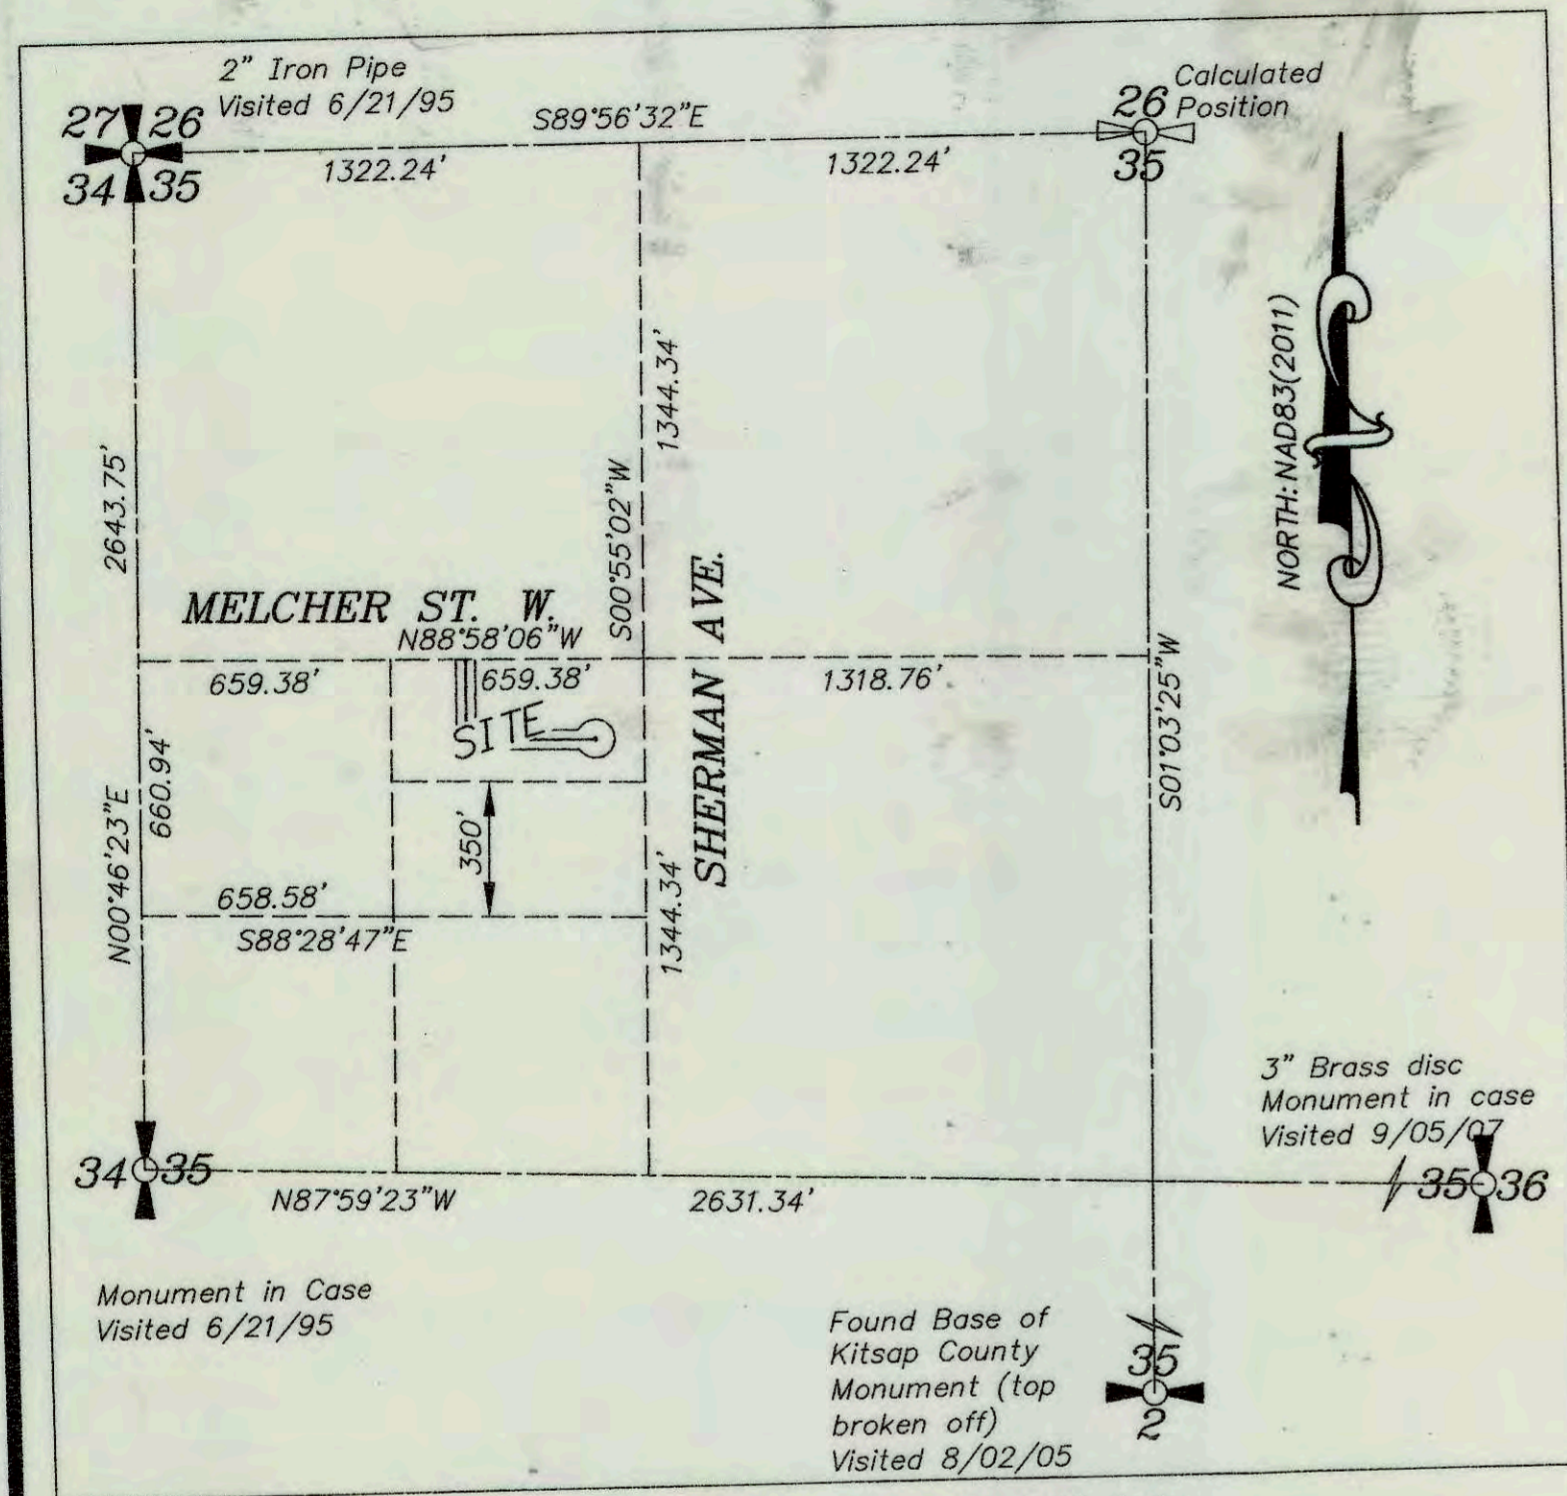 2" Iron Pipe
Visited 6/21/95
27 26
34 35
S89°56'32"E
1322.24'
1322.24'
Calculated
Position
26
35
NORTH: NAD83(2011)
2643.75'
1344.34'
S00°55'02"W
MELCHER ST. W.
N88°58'06"W
659.38'
659.38'
1318.76'
SITE
SHERMAN AVE.
S01°03'25"W
660.94'
N00°46'23"E
350'
658.58'
S88°28'47"E
1344.34'
3" Brass disc
Monument in case
Visited 9/05/07
34 35
N87°59'23"W
2631.34'
35 36
Monument in Case
Visited 6/21/95
Found Base of
Kitsap County
Monument (top
broken off)
Visited 8/02/05
35
2